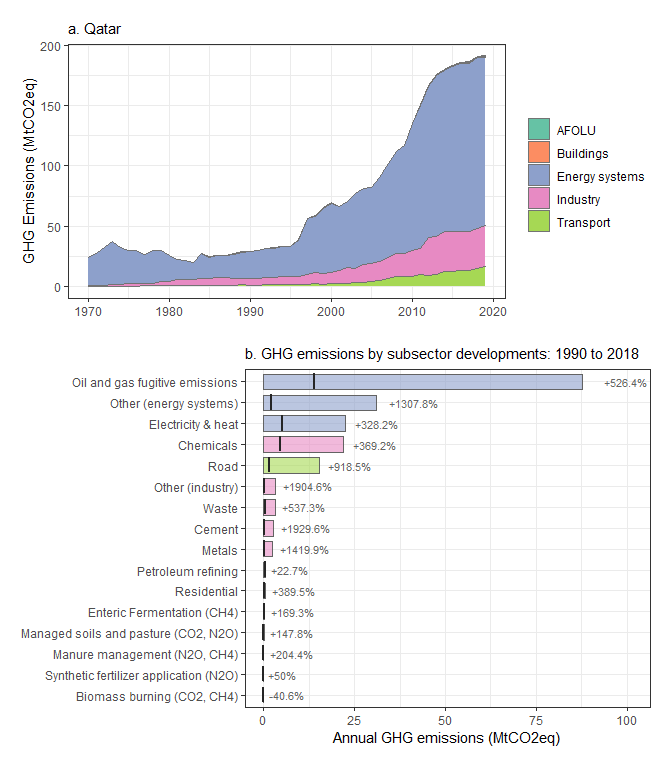 a. Qatar
GHG Emissions (MtCO2eq)
200
150
100
50
0
1970
1980
1990
2000
2010
2020
AFOLU
Buildings
Energy systems
Industry
Transport
b. GHG emissions by subsector developments: 1990 to 2018
Oil and gas fugitive emissions +526.4%
Other (energy systems) +1307.8%
Electricity & heat +328.2%
Chemicals +369.2%
Road +918.5%
Other (industry) +1904.6%
Waste +537.3%
Cement +1929.6%
Metals +1419.9%
Petroleum refining +22.7%
Residential +389.5%
Enteric Fermentation (CH4) +169.3%
Managed soils and pasture (CO2, N2O) +147.8%
Manure management (N2O, CH4) +204.4%
Synthetic fertilizer application (N2O) +50%
Biomass burning (CO2, CH4) -40.6%
0
25
50
75
100
Annual GHG emissions (MtCO2eq)